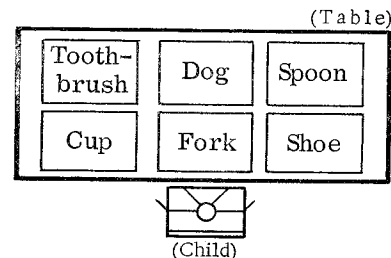 (Table)
Tooth-
brush
Dog
Spoon
Cup
Fork
Shoe
(Child)